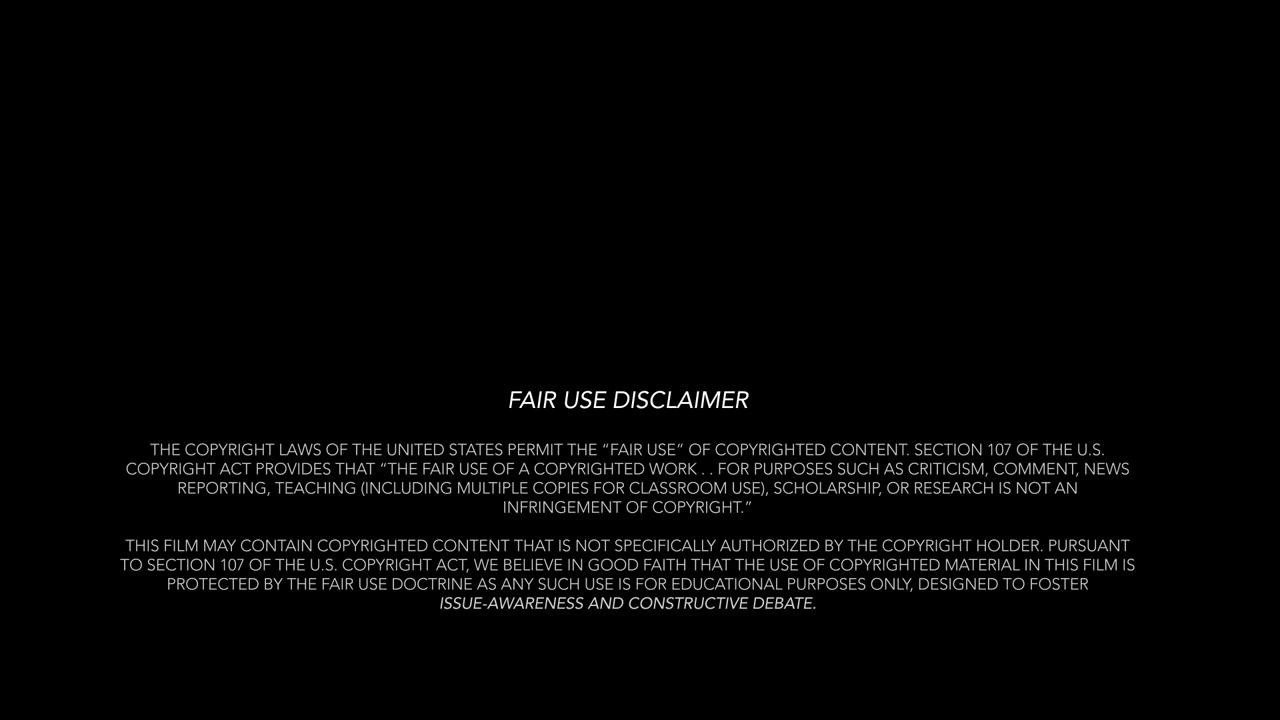 FAIR USE DISCLAIMER
THE COPYRIGHT LAWS OF THE UNITED STATES PERMIT THE “FAIR USE” OF COPYRIGHTED CONTENT. SECTION 107 OF THE U.S.
COPYRIGHT ACT PROVIDES THAT “THE FAIR USE OF A COPYRIGHTED WORK . . FOR PURPOSES SUCH AS CRITICISM, COMMENT, NEWS
REPORTING, TEACHING (INCLUDING MULTIPLE COPIES FOR CLASSROOM USE), SCHOLARSHIP, OR RESEARCH IS NOT AN
INFRINGEMENT OF COPYRIGHT.”
THIS FILM MAY CONTAIN COPYRIGHTED CONTENT THAT IS NOT SPECIFICALLY AUTHORIZED BY THE COPYRIGHT HOLDER. PURSUANT
TO SECTION 107 OF THE U.S. COPYRIGHT ACT, WE BELIEVE IN GOOD FAITH THAT THE USE OF COPYRIGHTED MATERIAL IN THIS FILM IS
PROTECTED BY THE FAIR USE DOCTRINE AS ANY SUCH USE IS FOR EDUCATIONAL PURPOSES ONLY, DESIGNED TO FOSTER
ISSUE-AWARENESS AND CONSTRUCTIVE DEBATE.